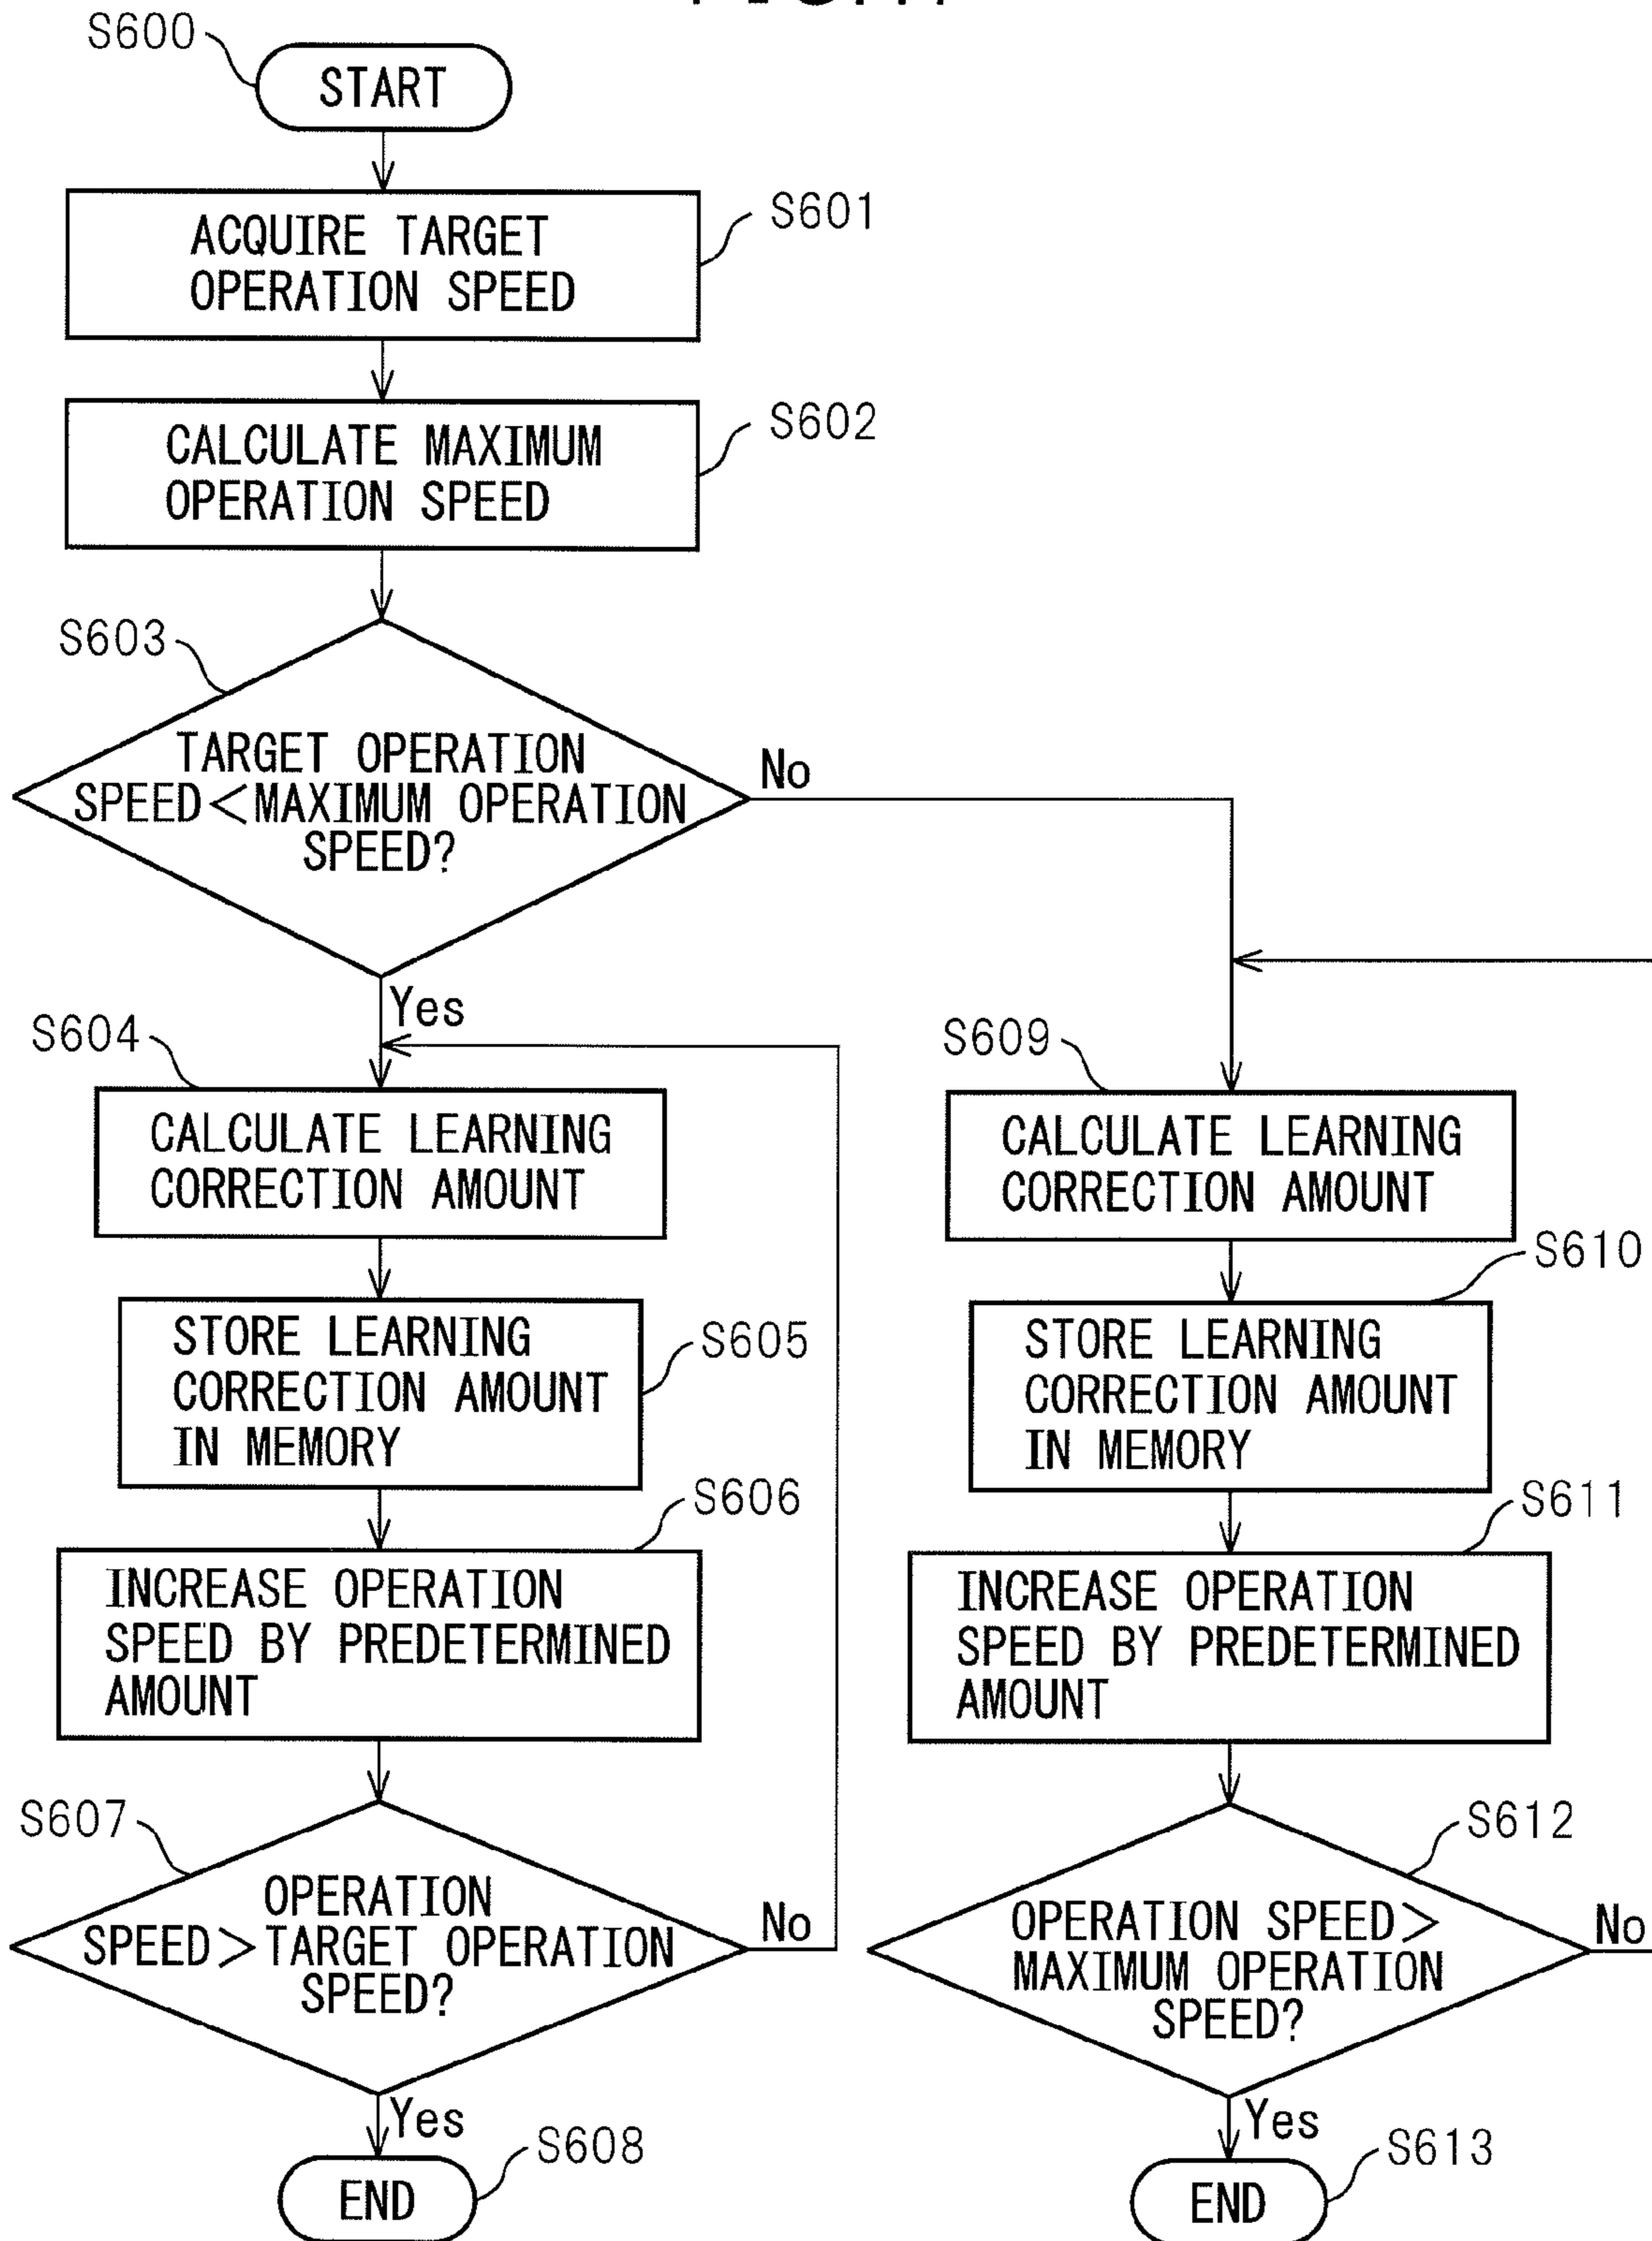 S600
START
S601
ACQUIRE TARGET
OPERATION SPEED
S602
CALCULATE MAXIMUM
OPERATION SPEED
S603
TARGET OPERATION
SPEED<MAXIMUM OPERATION
SPEED?
No
Yes
S604
CALCULATE LEARNING
CORRECTION AMOUNT
S605
STORE LEARNING
CORRECTION AMOUNT
IN MEMORY
S606
INCREASE OPERATION
SPEED BY PREDETERMINED
AMOUNT
S607
OPERATION
SPEED>TARGET OPERATION
SPEED?
No
Yes
S608
END
S609
CALCULATE LEARNING
CORRECTION AMOUNT
S610
STORE LEARNING
CORRECTION AMOUNT
IN MEMORY
S611
INCREASE OPERATION
SPEED BY PREDETERMINED
AMOUNT
S612
OPERATION SPEED>
MAXIMUM OPERATION
SPEED?
No
Yes
S613
END